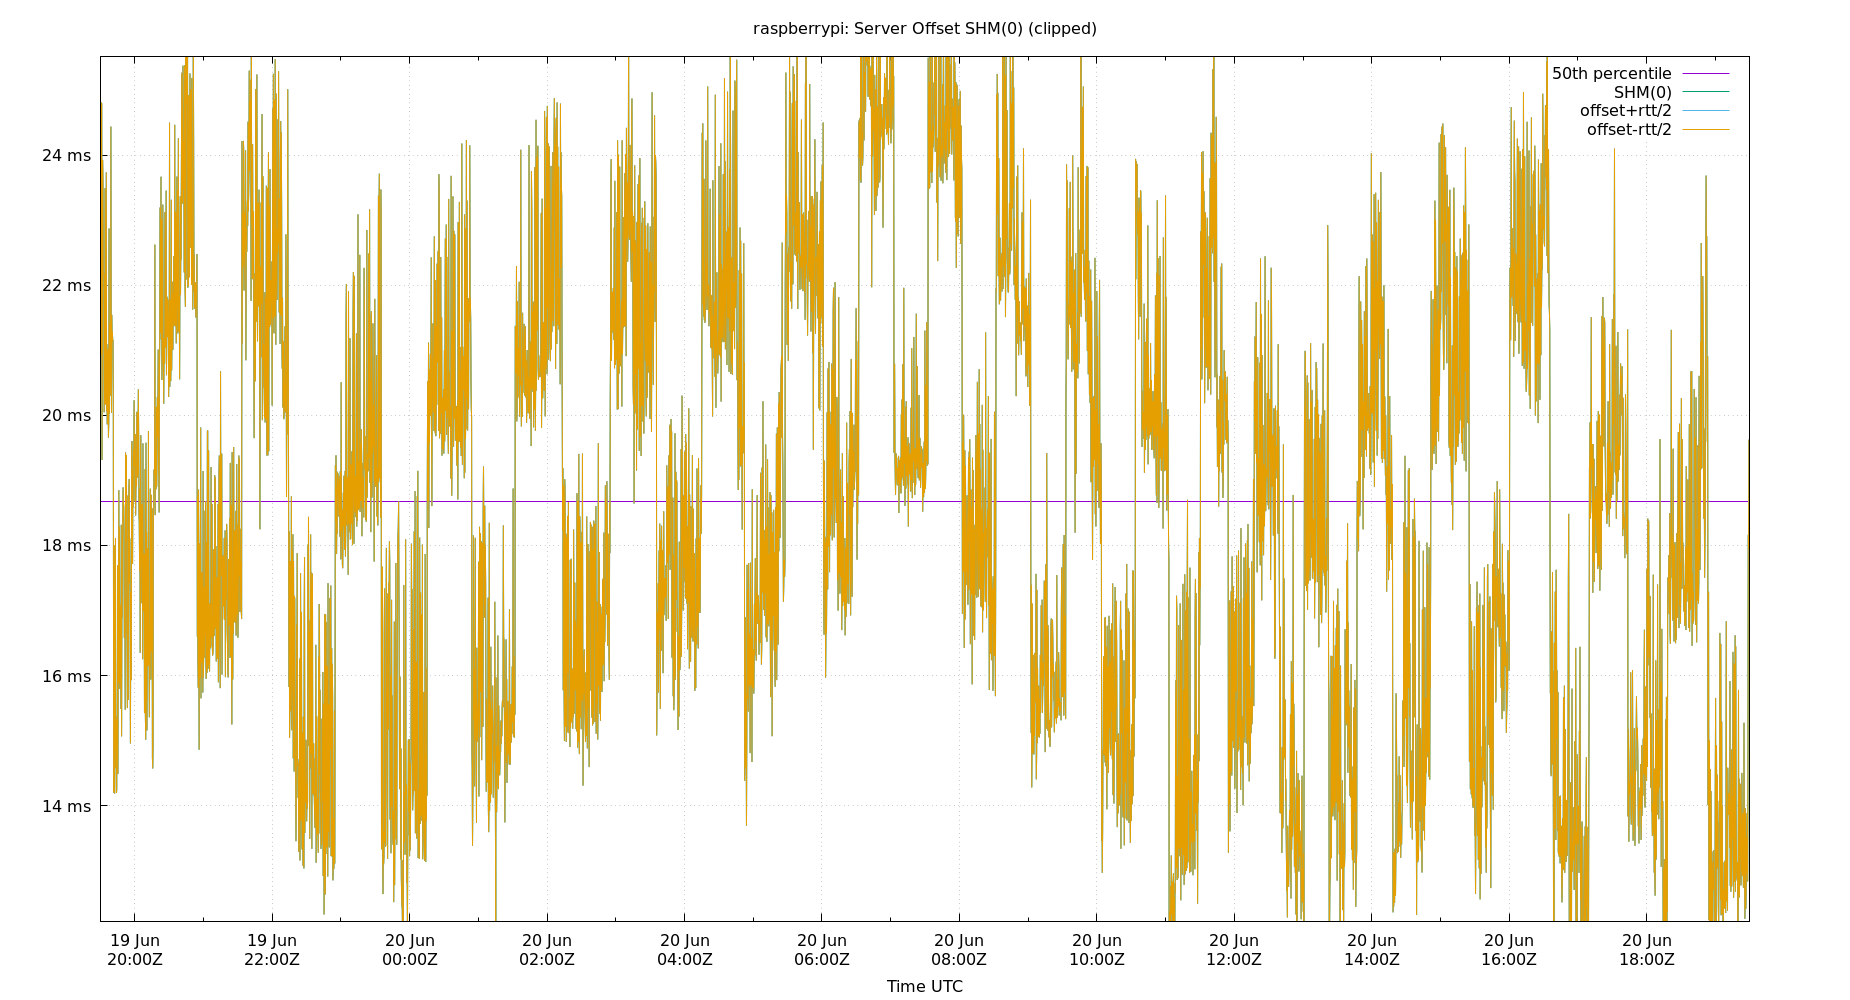 raspberrypi: Server Offset SHM(0) (clipped)
50th percentile
SHM(0)
offset+rtt/2
offset-rtt/2
24 ms
22 ms
20 ms
18 ms
16 ms
14 ms
19 Jun 19 Jun 20 Jun 20 Jun 20 Jun 20 Jun 20 Jun 20 Jun 20 Jun 20 Jun 20 Jun 20 Jun
20:00Z 22:00Z 00:00Z 02:00Z 04:00Z 06:00Z 08:00Z 10:00Z 12:00Z 14:00Z 16:00Z 18:00Z
Time UTC